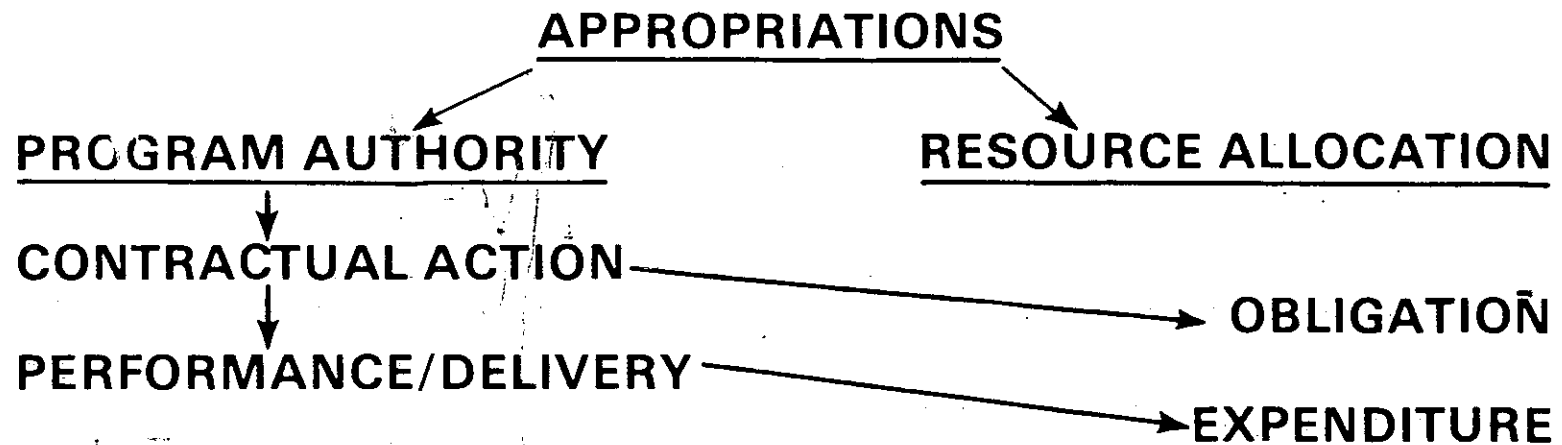 APPROPRIATIONS
PROGRAM AUTHORITY
RESOURCE ALLOCATION
CONTRACTUAL ACTION
OBLIGATION
PERFORMANCE/DELIVERY
EXPENDITURE